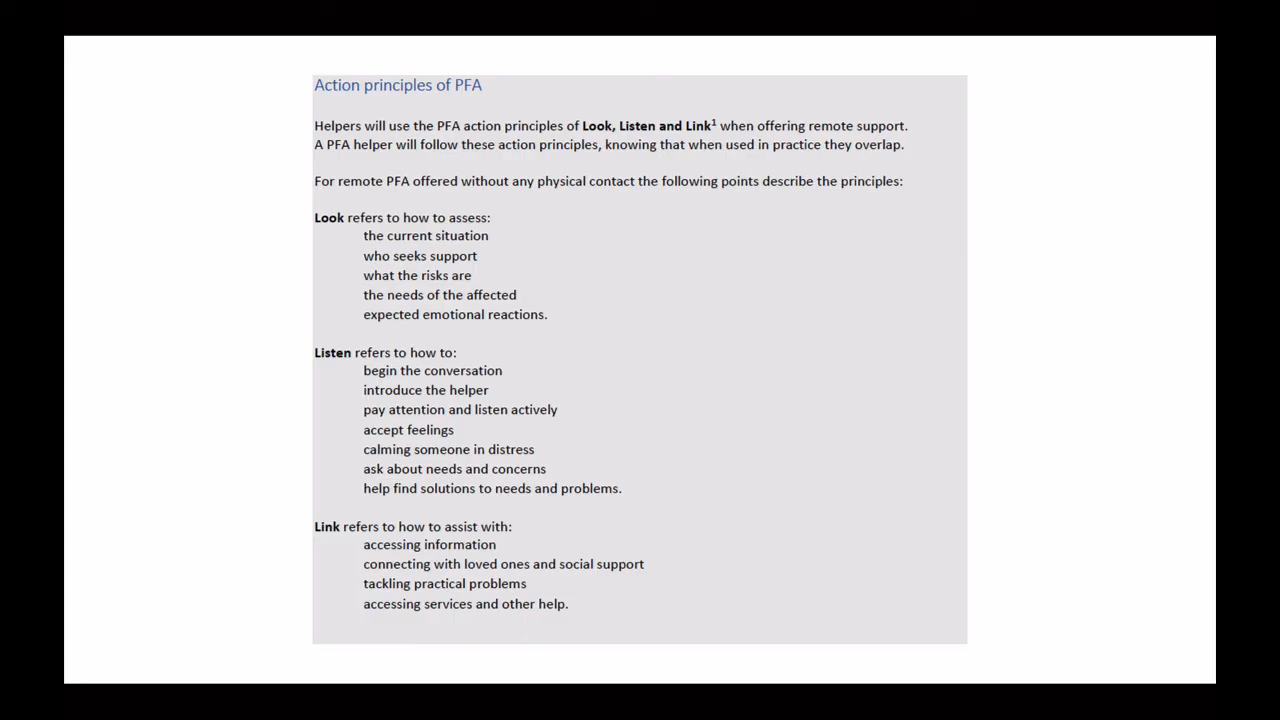 Action principles of PFA
Helpers will use the PFA action principles of Look, Listen and Link¹ when offering remote support.
A PFA helper will follow these action principles, knowing that when used in practice they overlap.
For remote PFA offered without any physical contact the following points describe the principles:
Look refers to how to assess:
the current situation
who seeks support
what the risks are
the needs of the affected
expected emotional reactions.
Listen refers to how to:
begin the conversation
introduce the helper
pay attention and listen actively
accept feelings
calming someone in distress
ask about needs and concerns
help find solutions to needs and problems.
Link refers to how to assist with:
accessing information
connecting with loved ones and social support
tackling practical problems
accessing services and other help.